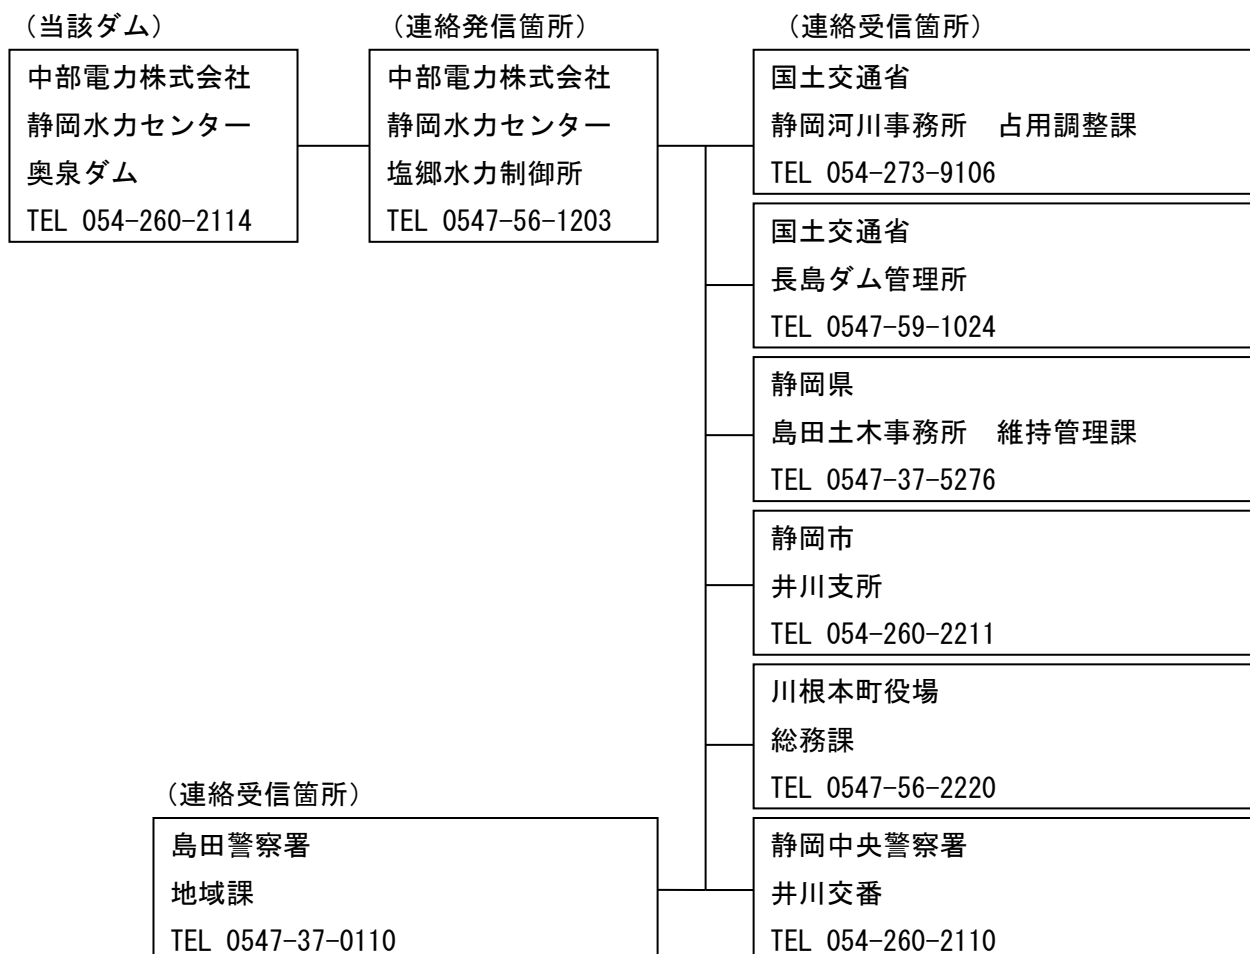 （当該ダム）
中部電力株式会社
静岡水力センター
奥泉ダム
TEL 054-260-2114
（連絡発信箇所）
中部電力株式会社
静岡水力センター
塩郷水力制御所
TEL 0547-56-1203
（連絡受信箇所）
国土交通省
静岡河川事務所　占用調整課
TEL 054-273-9106
国土交通省
長島ダム管理所
TEL 0547-59-1024
静岡県
島田土木事務所　維持管理課
TEL 0547-37-5276
静岡市
井川支所
TEL 054-260-2211
川根本町役場
総務課
TEL 0547-56-2220
静岡中央警察署
井川交番
TEL 054-260-2110
（連絡受信箇所）
島田警察署
地域課
TEL 0547-37-0110